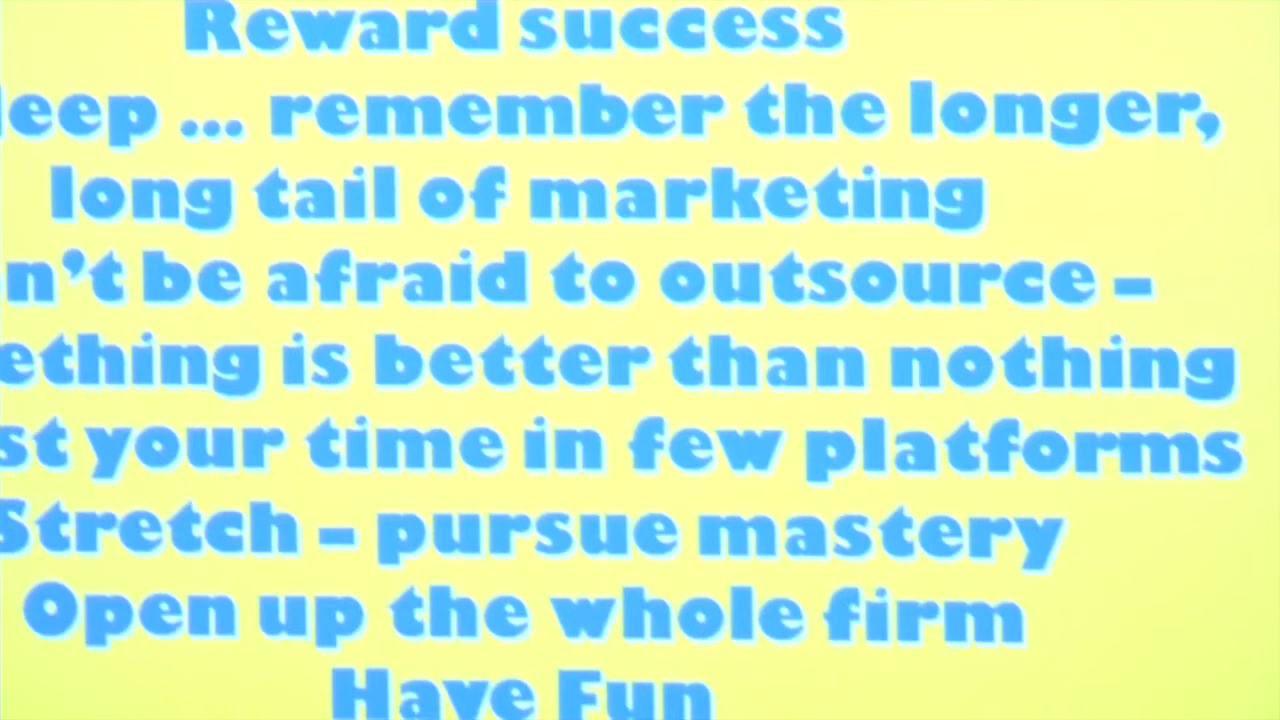 Reward success
eep ... remember the longer,
long tail of marketing
n't be afraid to outsource –
ething is better than nothing
st your time in few platforms
Stretch – pursue mastery
Open up the whole firm
Have Fun